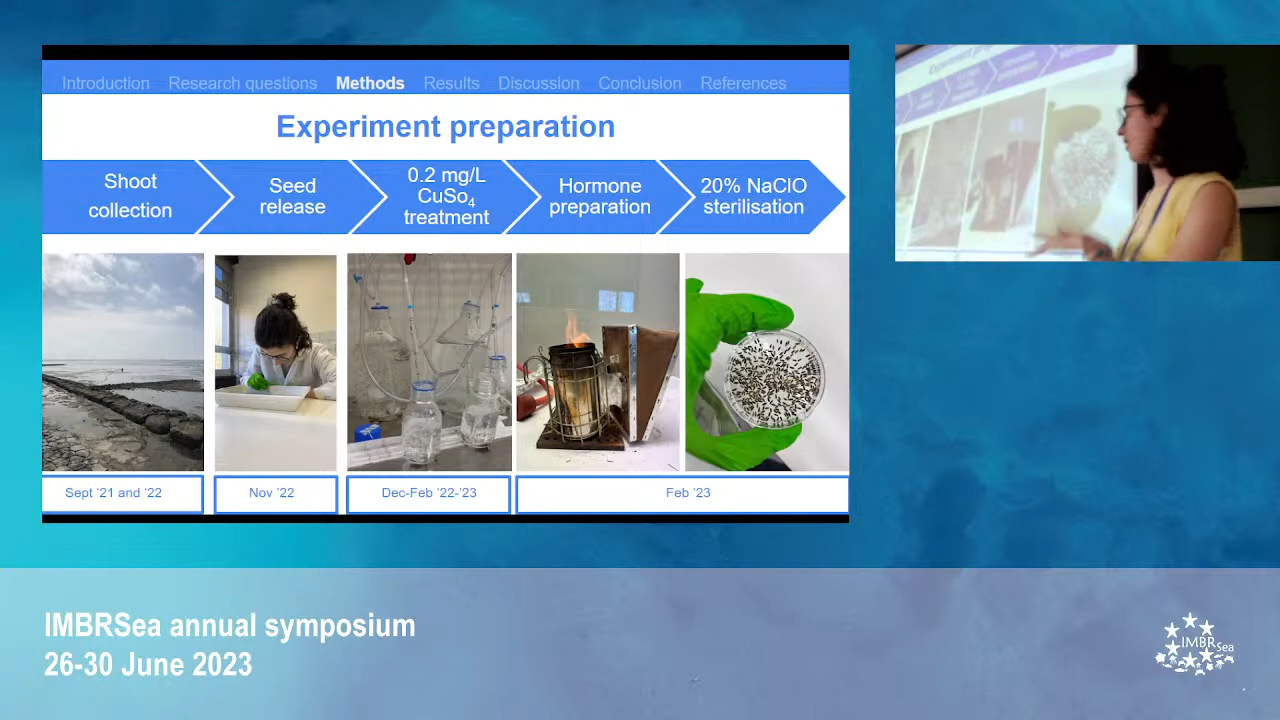 Introduction Research questions Methods Results Discussion Conclusion References
Experiment preparation
Shoot
collection
Seed
release
0.2 mg/L
CuSo4
treatment
Hormone
preparation
20% NaClO
sterilisation
Sept '21 and '22
Nov '22
Dec-Feb '22-'23
Feb '23
IMBRSea annual symposium
26-30 June 2023
IMBRSea